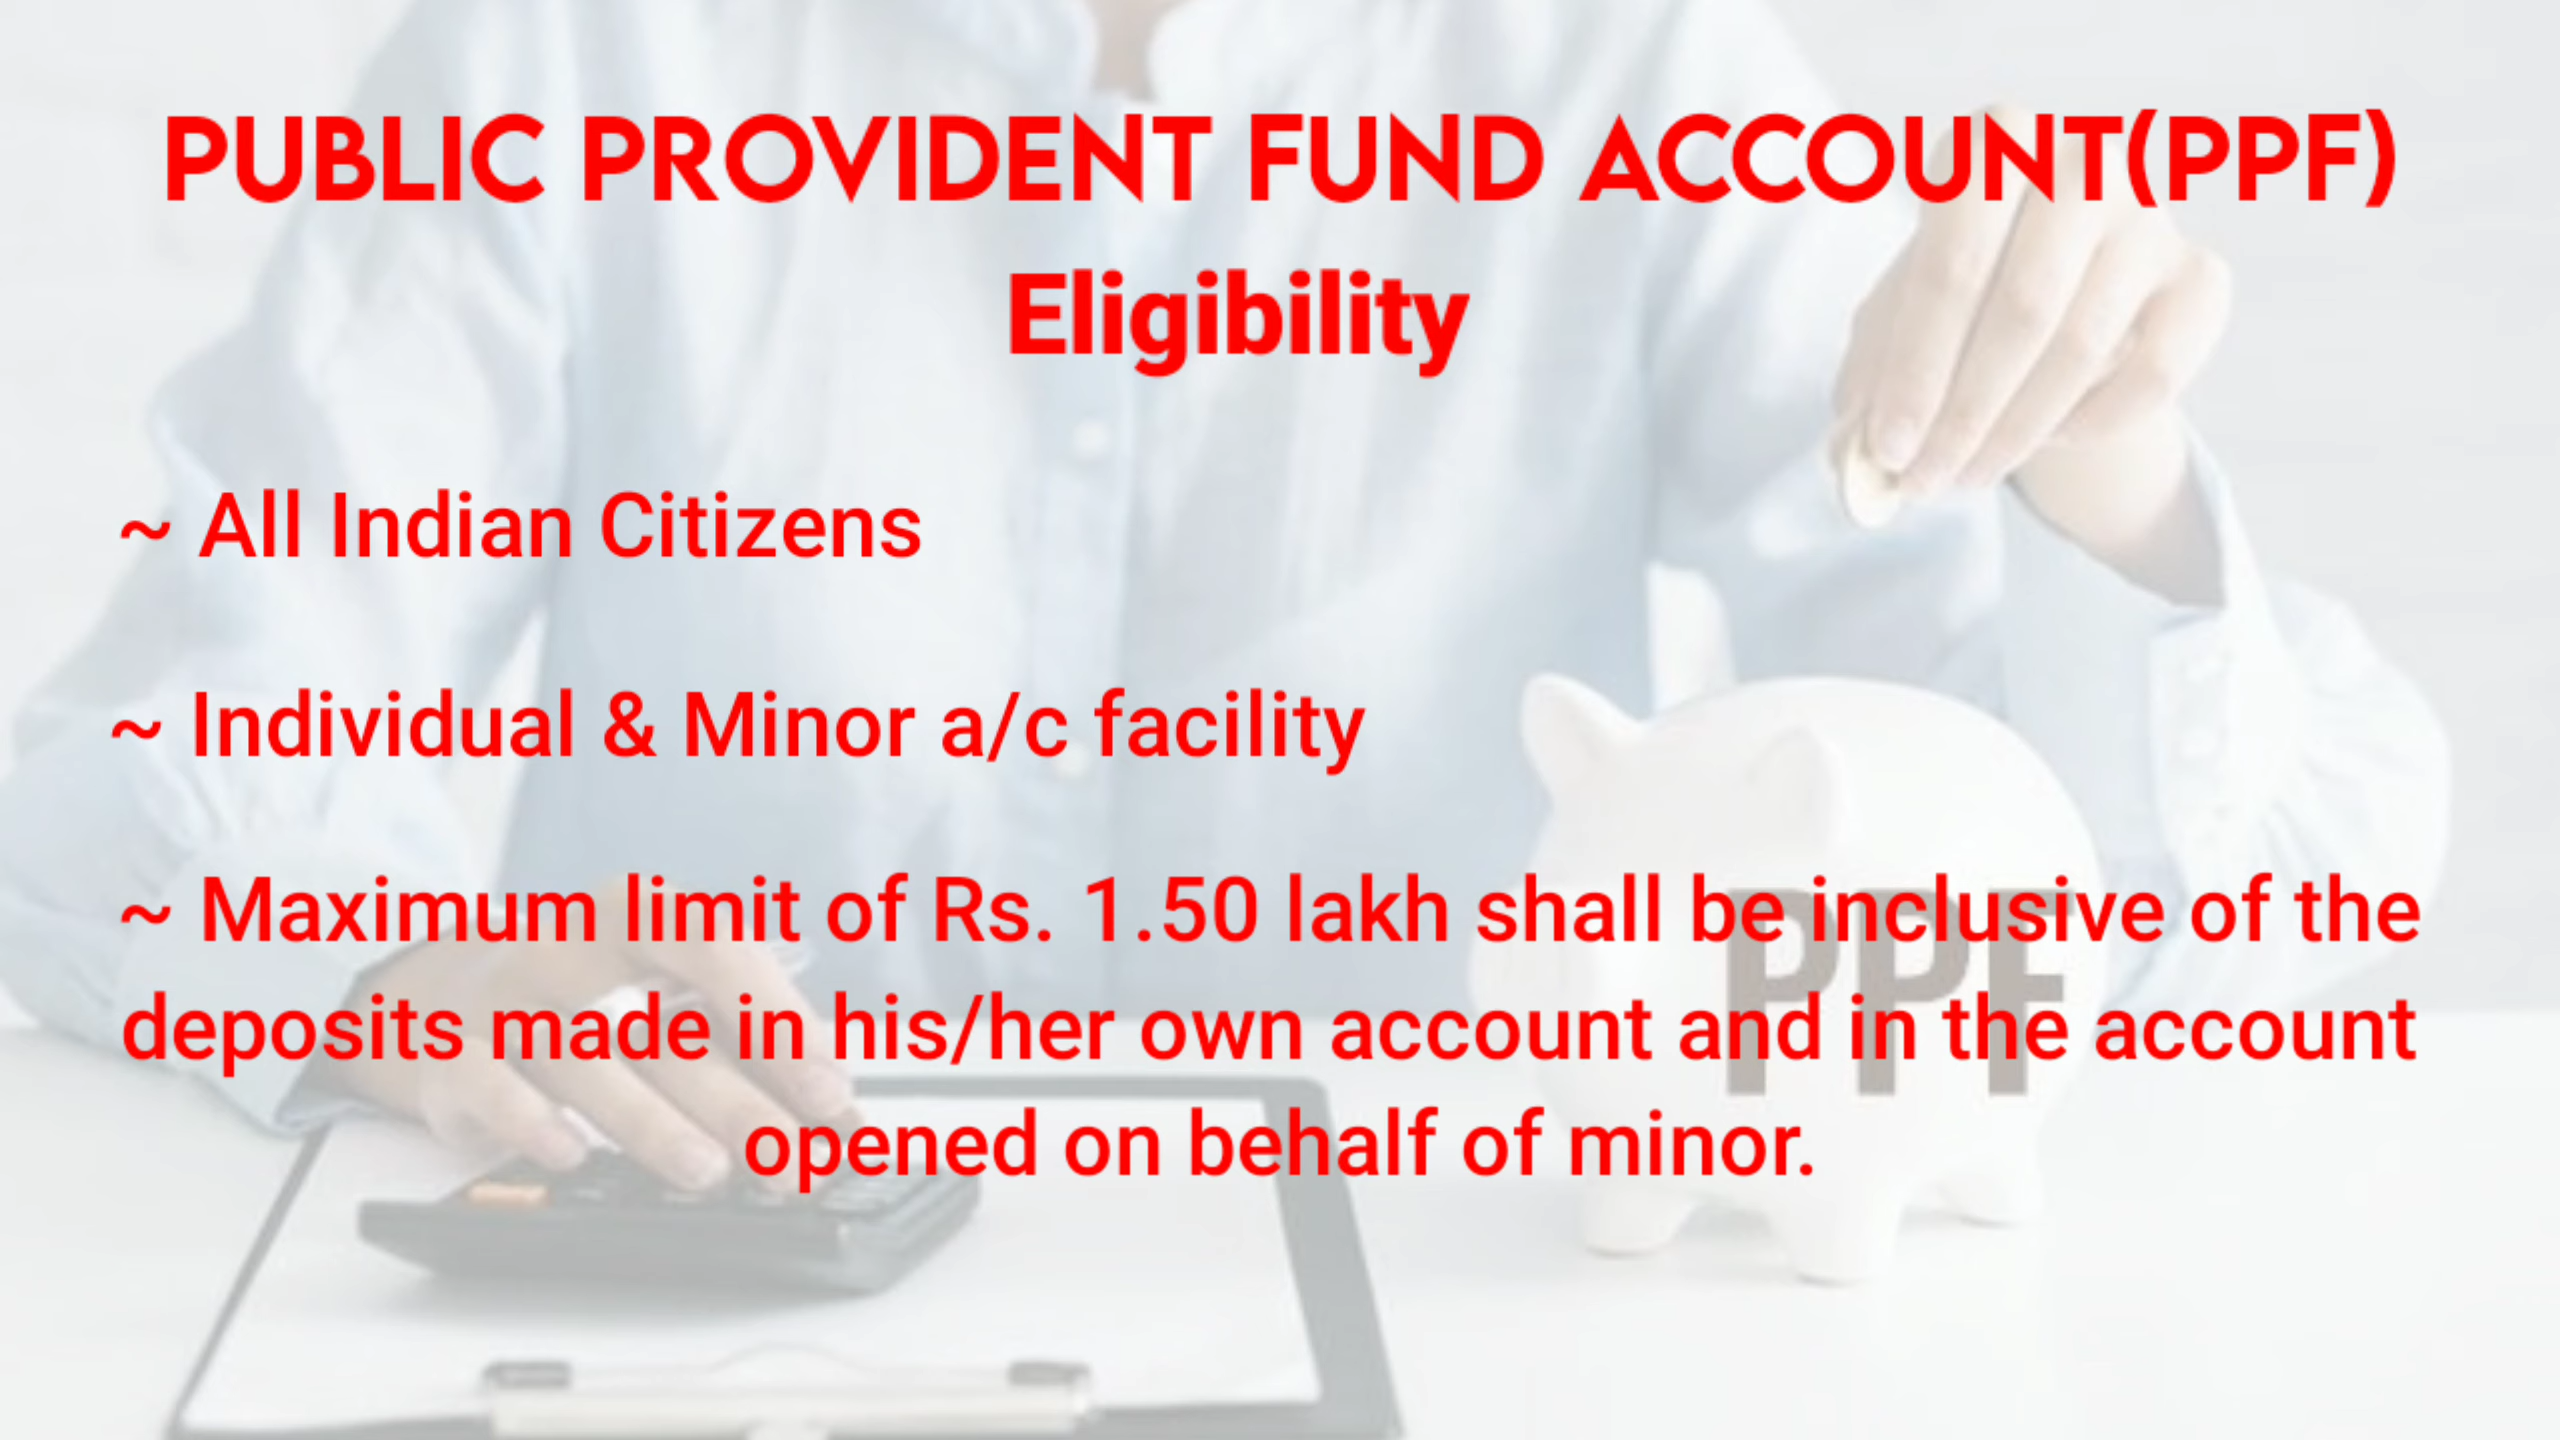 PUBLIC PROVIDENT FUND ACCOUNT(PPF)
Eligibility
~ All Indian Citizens
~ Individual & Minor a/c facility
~ Maximum limit of Rs. 1.50 lakh shall be inclusive of the
deposits made in his/her own account and in the account
opened on behalf of minor.
PPF